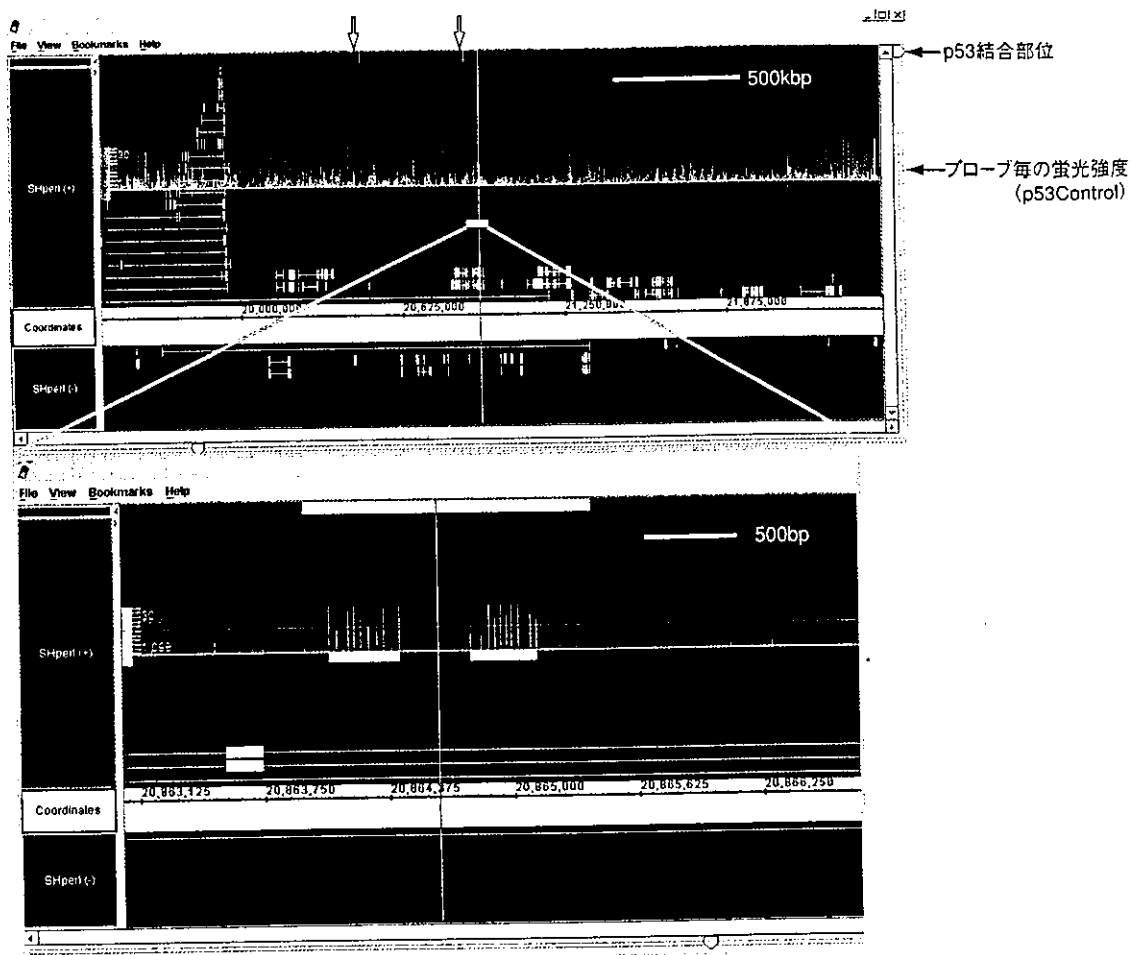 File View Bookmarks Help
p53結合部位
500kbp
30
SHperl (+)
プローブ毎の蛍光強度
(p53Control)
20,000,000 20,625,000 21,250,000 21,875,000
Coordinates
SHperl (-)
File View Bookmarks Help
500bp
SHperl (+)
20,863,125 20,863,750 20,864,375 20,865,000 20,865,625 20,866,250
Coordinates
SHperl (-)